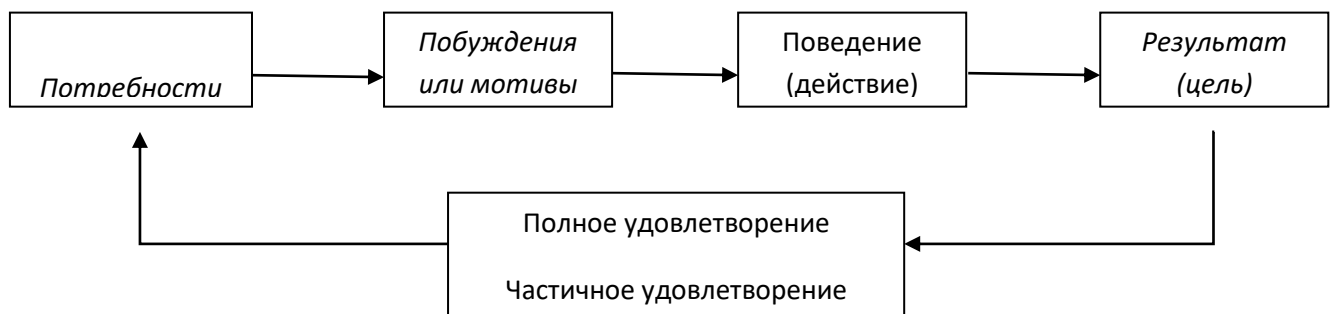 Потребности
Побуждения
или мотивы
Поведение
(действие)
Результат
(цель)
Полное удовлетворение
Частичное удовлетворение